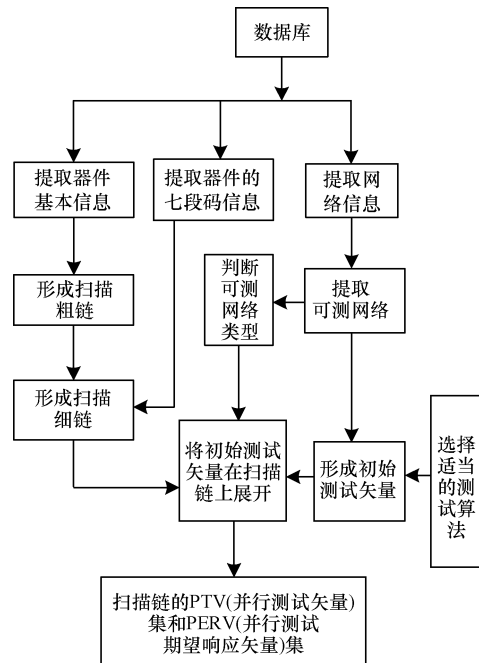 数据库
提取器件
基本信息
提取器件的
七段码信息
提取网
络信息
判断
可测
网络
类型
提取
可测网络
形成扫描
粗链
形成扫描
细链
将初始测试
矢量在扫描
链上展开
形成初始
测试矢量
选择
适当
的测
试算
法
扫描链的PTV(并行测试矢量)
集和PERV(并行测试
期望响应矢量)集